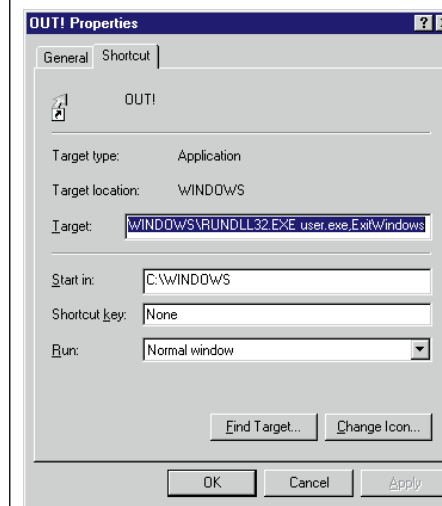 OUT! Properties
General Shortcut
OUT!
Target type: Application
Target location: WINDOWS
Target: WINDOWS\RUNDLL32.EXE user.exe,ExitWindows
Start in: C:\WINDOWS
Shortcut key: None
Run: Normal window
Find Target... Change Icon...
OK Cancel Apply